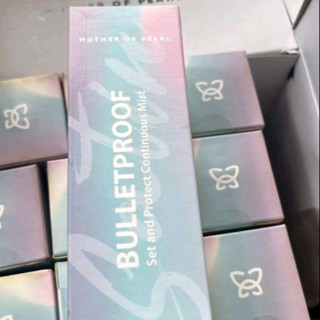 MOTHER OF PEARL
BULLETPROOF
Set and Protect Continuous Mist